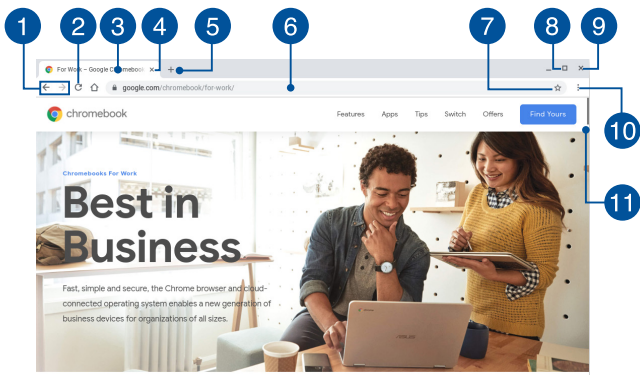 1 2 3 4 5 6 7 8 9
For Work – Google Chromebook
google.com/chromebook/for-work/
10
chromebook Features Apps Tips Switch Offers Find Yours
11
Chromebooks For Work
Best in
Business
Fast, simple and secure, the Chrome browser and cloud-
connected operating system enables a new generation of
business devices for organizations of all sizes.
ASUS